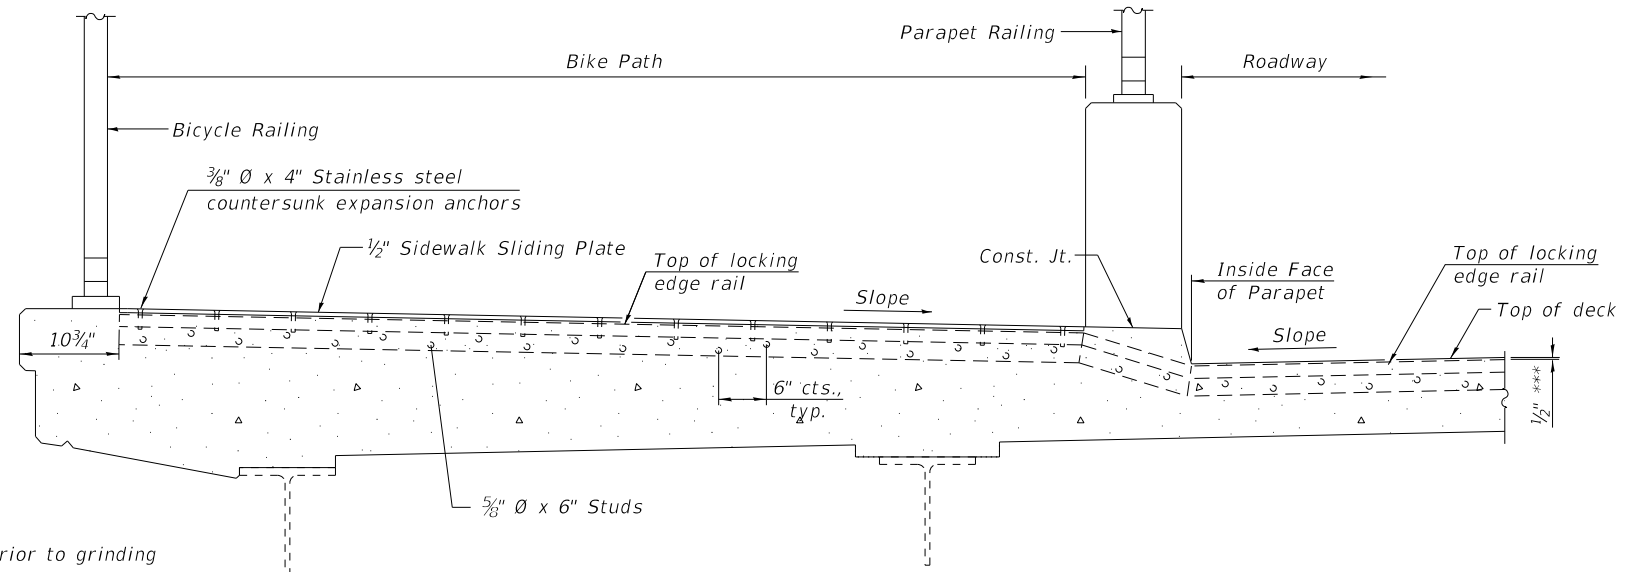 Parapet Railing
Bike Path
Roadway
Bicycle Railing
⅜" Ø x 4" Stainless steel
countersunk expansion anchors
½" Sidewalk Sliding Plate
Top of locking
edge rail
Slope
Const. Jt.
Inside Face
of Parapet
Top of locking
edge rail
Top of deck
Slope
10¾"
6" cts.,
typ.
½" ***
⅝" Ø x 6" Studs
rior to grinding